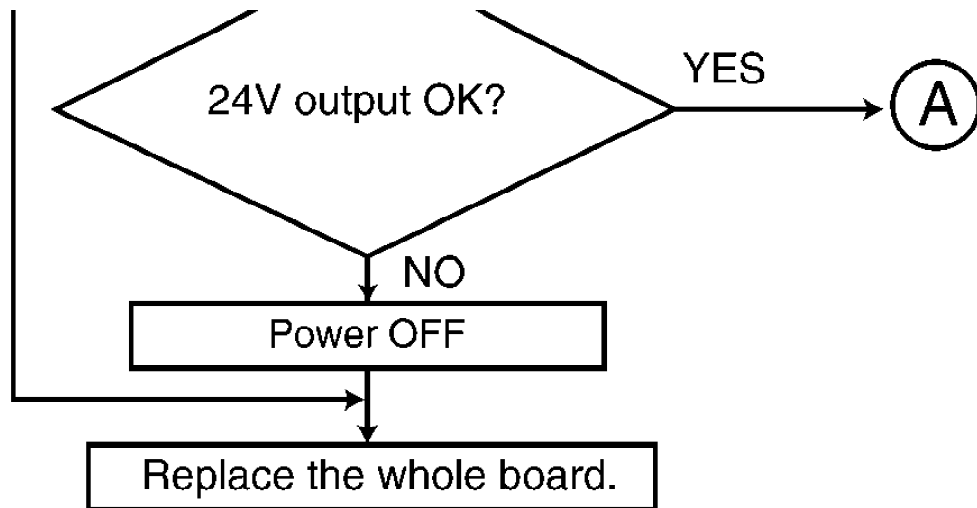 24V output OK?
YES
A
NO
Power OFF
Replace the whole board.